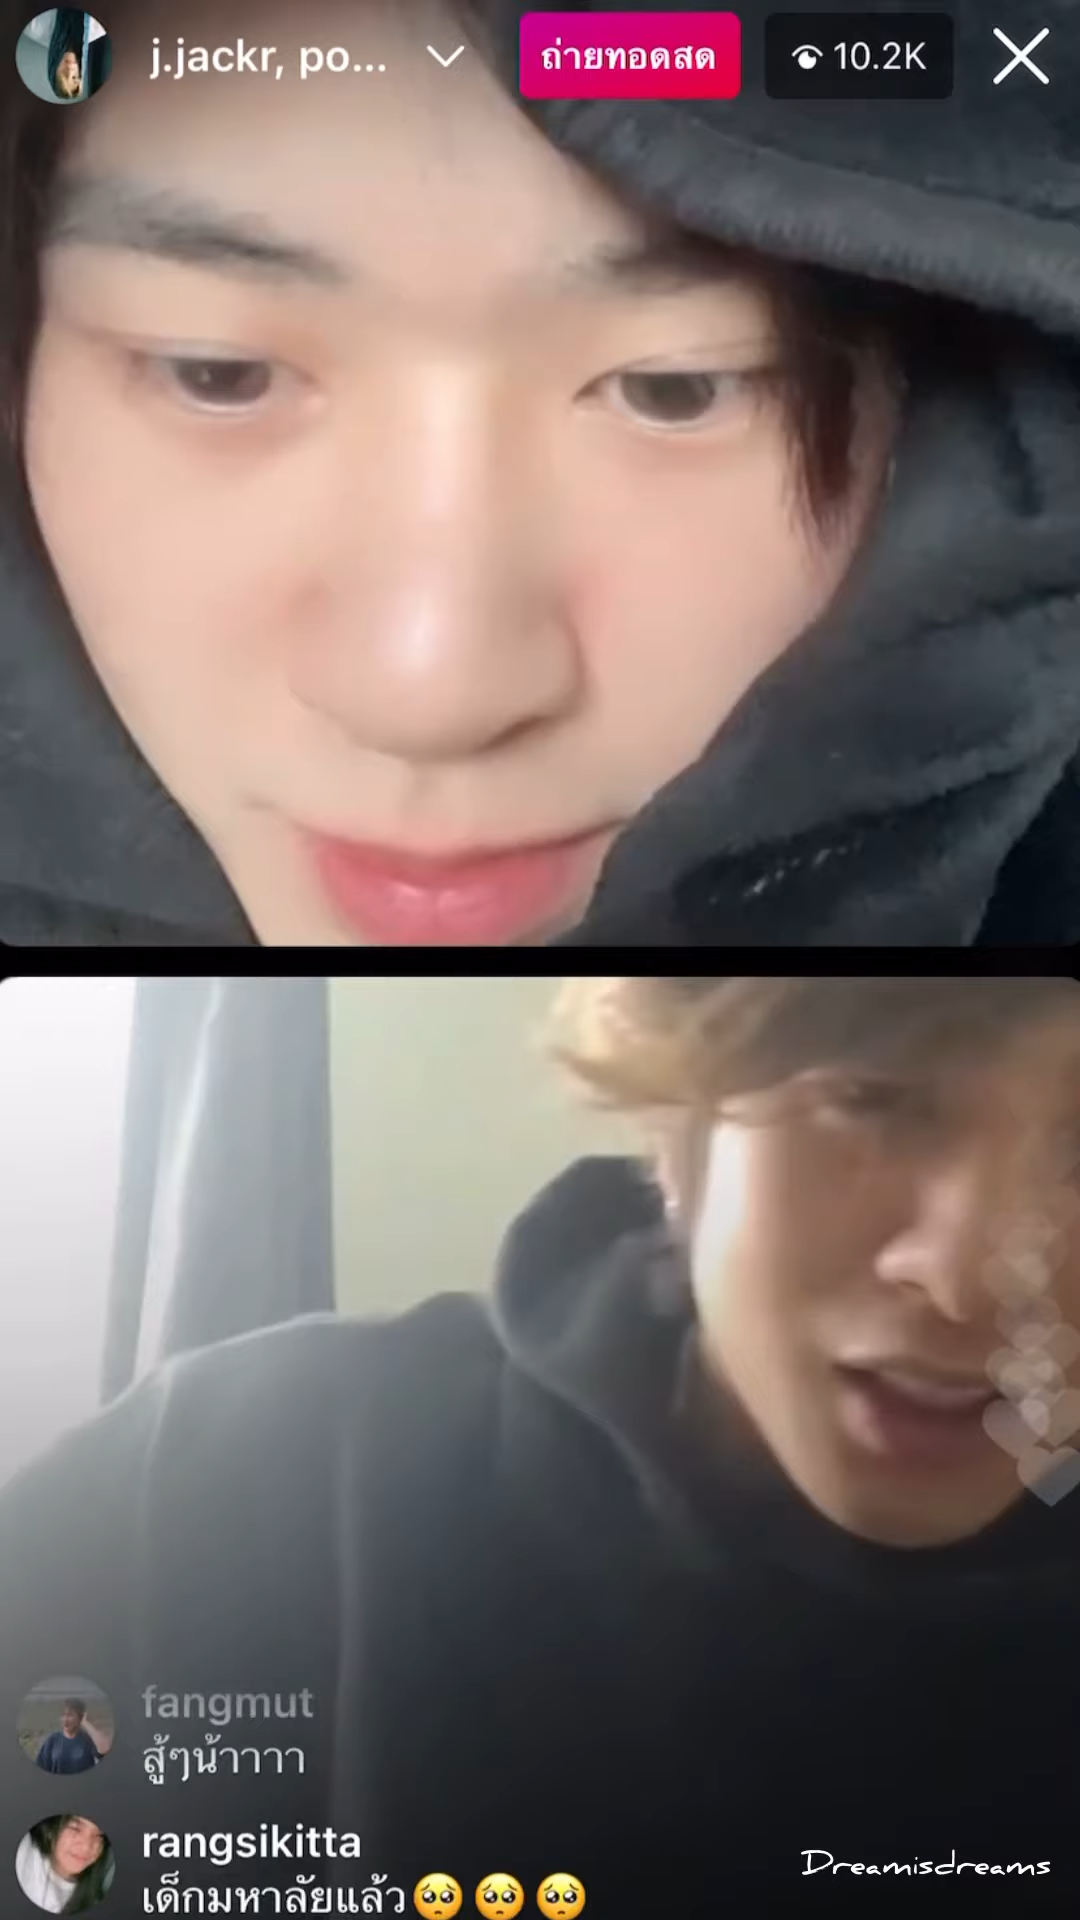 j.jackr, po...
ถ่ายทอดสด
10.2K
fangmut
สู้ๆน้าาาา
rangsikitta
เด็กมหาลัยแล้ว🥺🥺🥺
Dreamisdreams